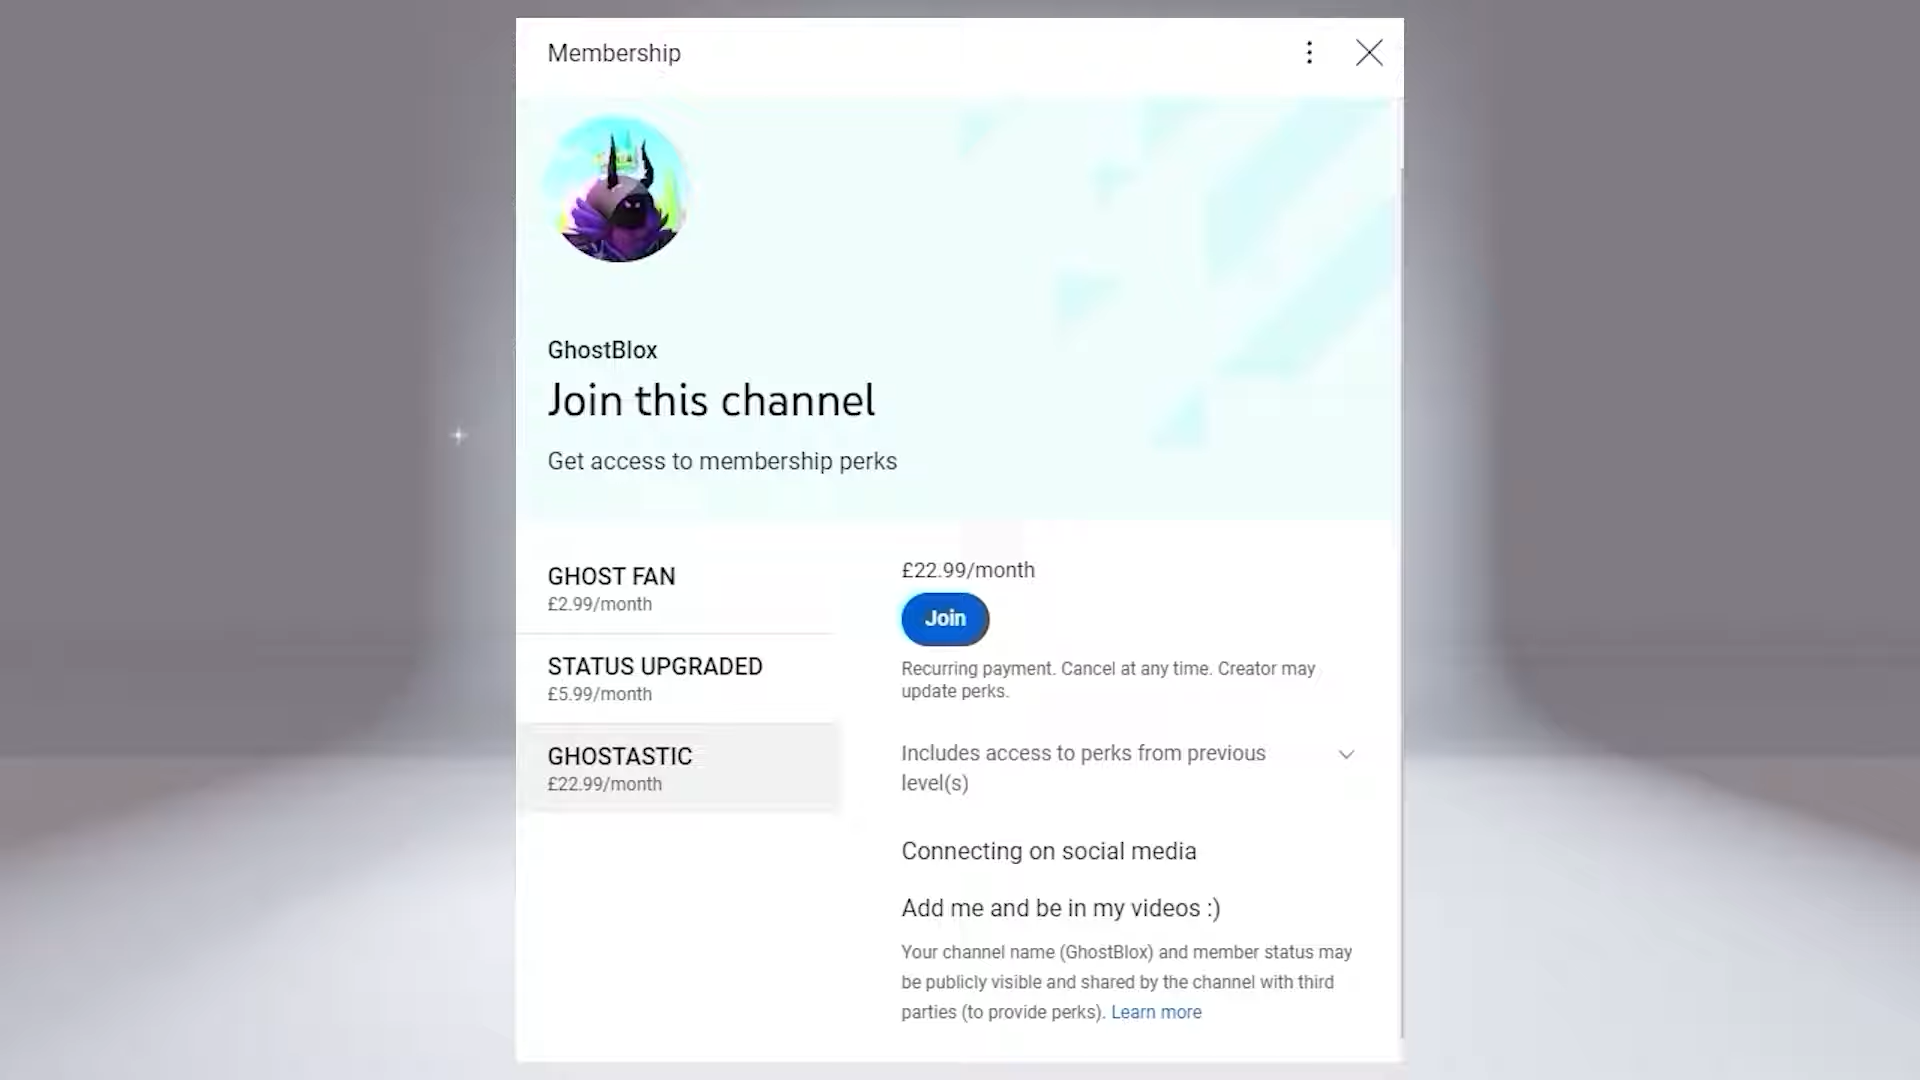 Membership
GhostBlox
Join this channel
Get access to membership perks
GHOST FAN
£2.99/month
STATUS UPGRADED
£5.99/month
GHOSTASTIC
£22.99/month
£22.99/month
Join
Recurring payment. Cancel at any time. Creator may
update perks.
Includes access to perks from previous
level(s)
Connecting on social media
Add me and be in my videos :)
Your channel name (GhostBlox) and member status may
be publicly visible and shared by the channel with third
parties (to provide perks). Learn more